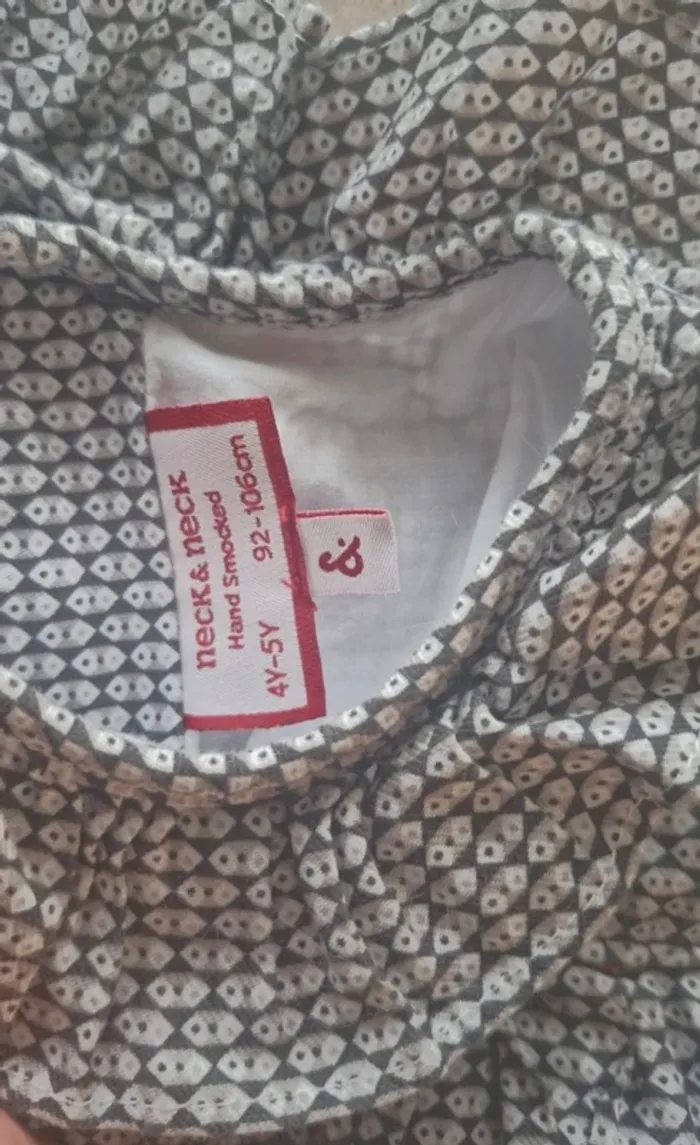 neck & neck
Hand Smocked
4Y-5Y 92-106cm
&